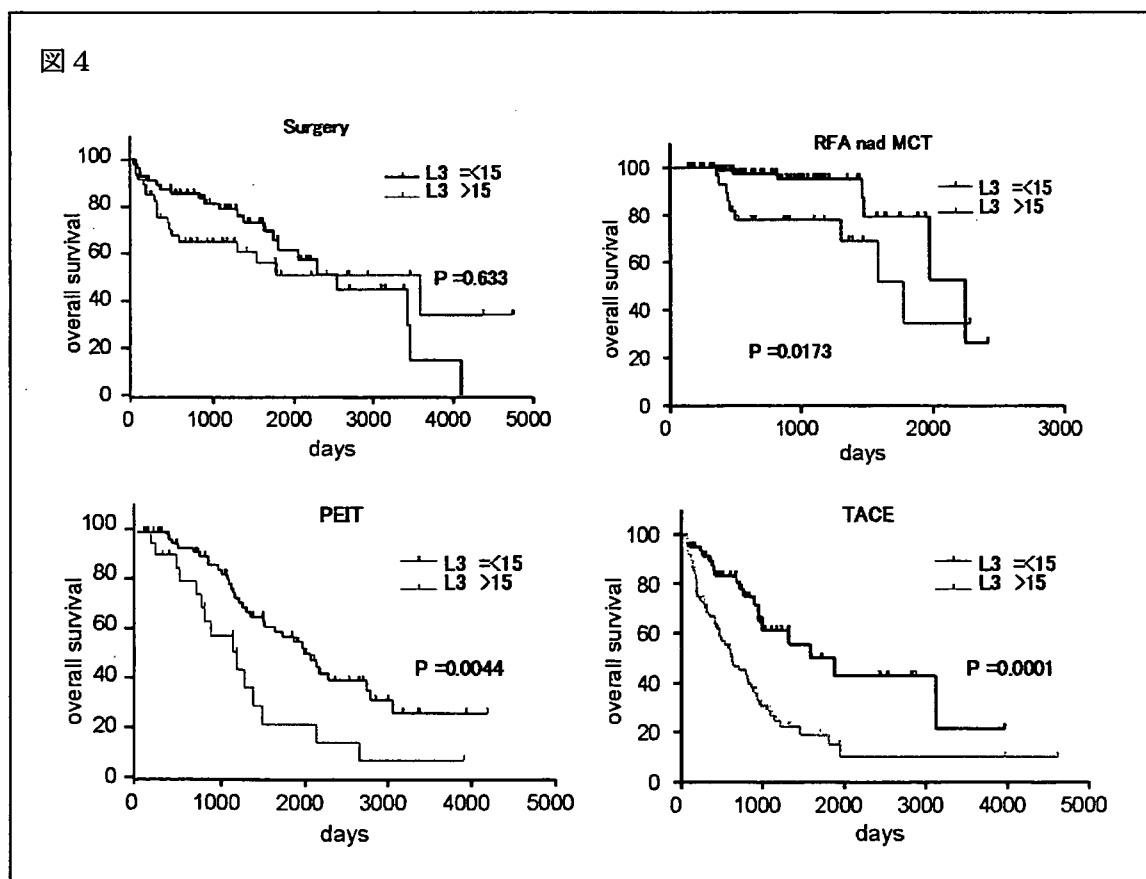 図4
Surgery
100
80
60
40
20
0
overall survival
L3 =<15
L3 >15
P =0.633
0 1000 2000 3000 4000 5000
days
RFA nad MCT
100
80
60
40
20
0
overall survival
L3 =<15
L3 >15
P =0.0173
0 1000 2000 3000
days
PEIT
100
80
60
40
20
0
overall survival
L3 =<15
L3 >15
P =0.0044
0 1000 2000 3000 4000 5000
days
TACE
100
80
60
40
20
0
overall survival
L3 =<15
L3 >15
P =0.0001
0 1000 2000 3000 4000 5000
days